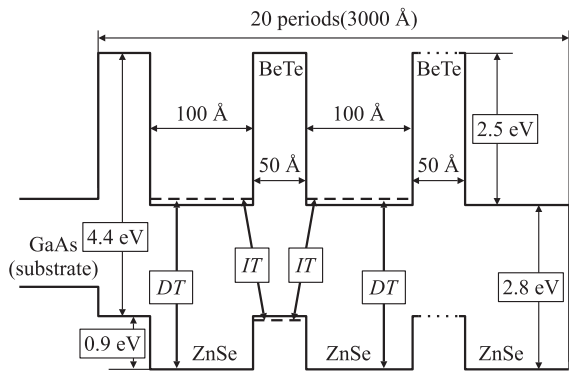 20 periods(3000 Å)
BeTe
BeTe
100 Å
100 Å
2.5 eV
50 Å
50 Å
GaAs
(substrate)
4.4 eV
IT
IT
DT
DT
2.8 eV
0.9 eV
ZnSe
ZnSe
ZnSe